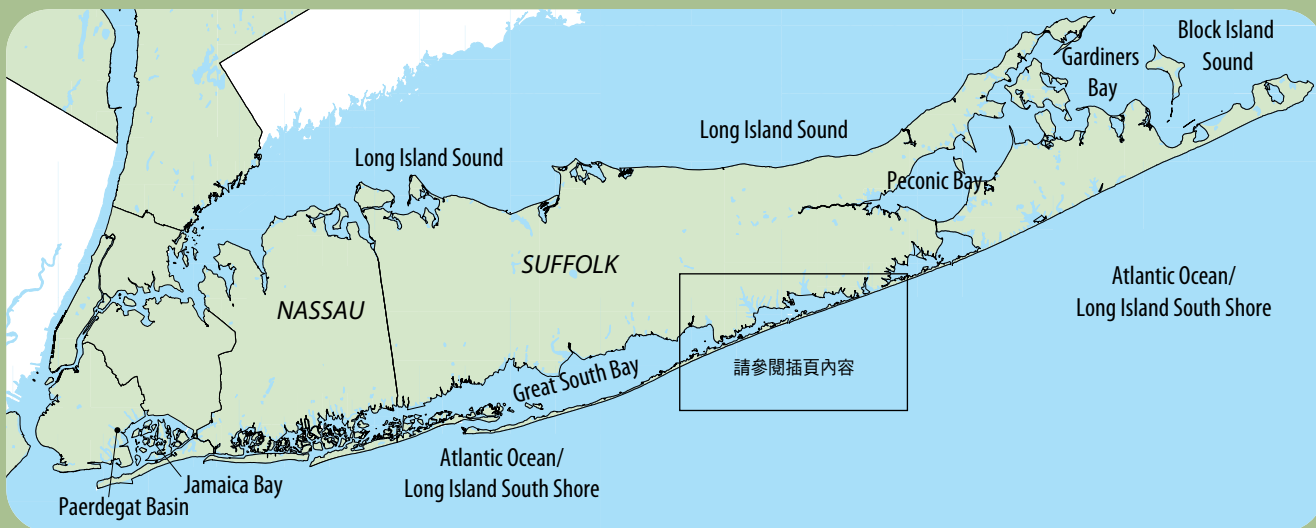 Block Island
Sound
Gardiners
Bay
Long Island Sound
Long Island Sound
Peconic Bay
SUFFOLK
NASSAU
Atlantic Ocean/
Long Island South Shore
請參閱插頁內容
Great South Bay
Atlantic Ocean/
Long Island South Shore
Jamaica Bay
Paerdegat Basin